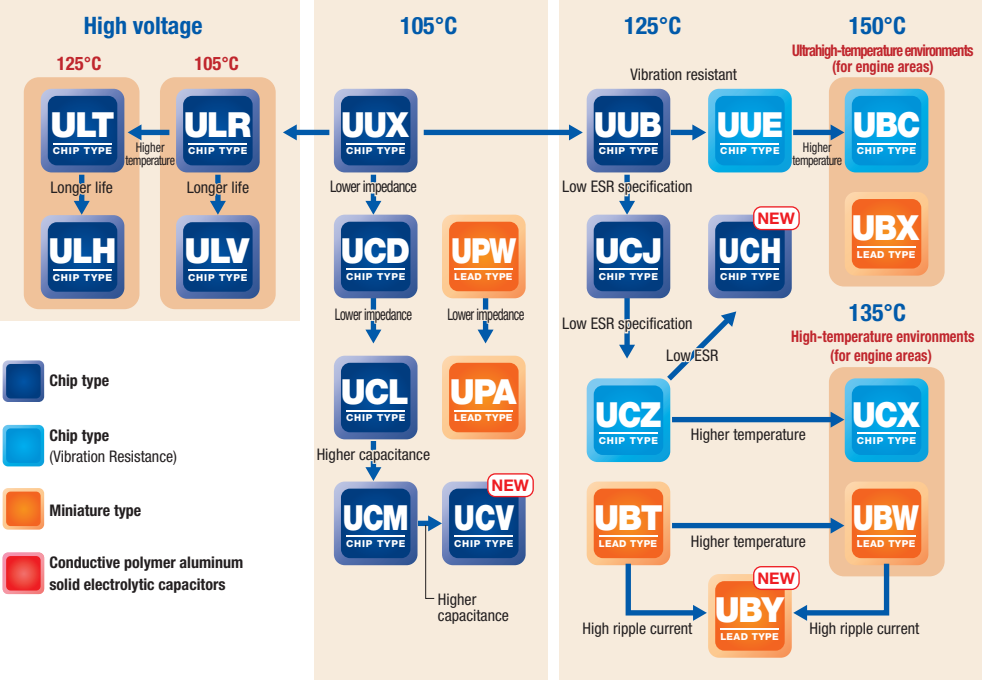 High voltage
125°C
105°C
ULT
CHIP TYPE
Higher
temperature
ULR
CHIP TYPE
Longer life
Longer life
ULH
CHIP TYPE
ULV
CHIP TYPE
Chip type
Chip type
(Vibration Resistance)
Miniature type
Conductive polymer aluminum
solid electrolytic capacitors
105°C
UUX
CHIP TYPE
Lower impedance
UCD
CHIP TYPE
UPW
LEAD TYPE
Lower impedance
Lower impedance
UCL
CHIP TYPE
UPA
LEAD TYPE
Higher capacitance
UCM
CHIP TYPE
NEW
UCV
CHIP TYPE
Higher
capacitance
125°C
150°C
Ultrahigh-temperature environments
(for engine areas)
Vibration resistant
UUB
CHIP TYPE
UUE
CHIP TYPE
Higher
temperature
UBC
CHIP TYPE
Low ESR specification
UCJ
CHIP TYPE
NEW
UCH
CHIP TYPE
UBX
LEAD TYPE
Low ESR specification
Low ESR
135°C
High-temperature environments
(for engine areas)
UCZ
CHIP TYPE
Higher temperature
UCX
CHIP TYPE
UBT
LEAD TYPE
Higher temperature
UBW
LEAD TYPE
NEW
UBY
LEAD TYPE
High ripple current
High ripple current